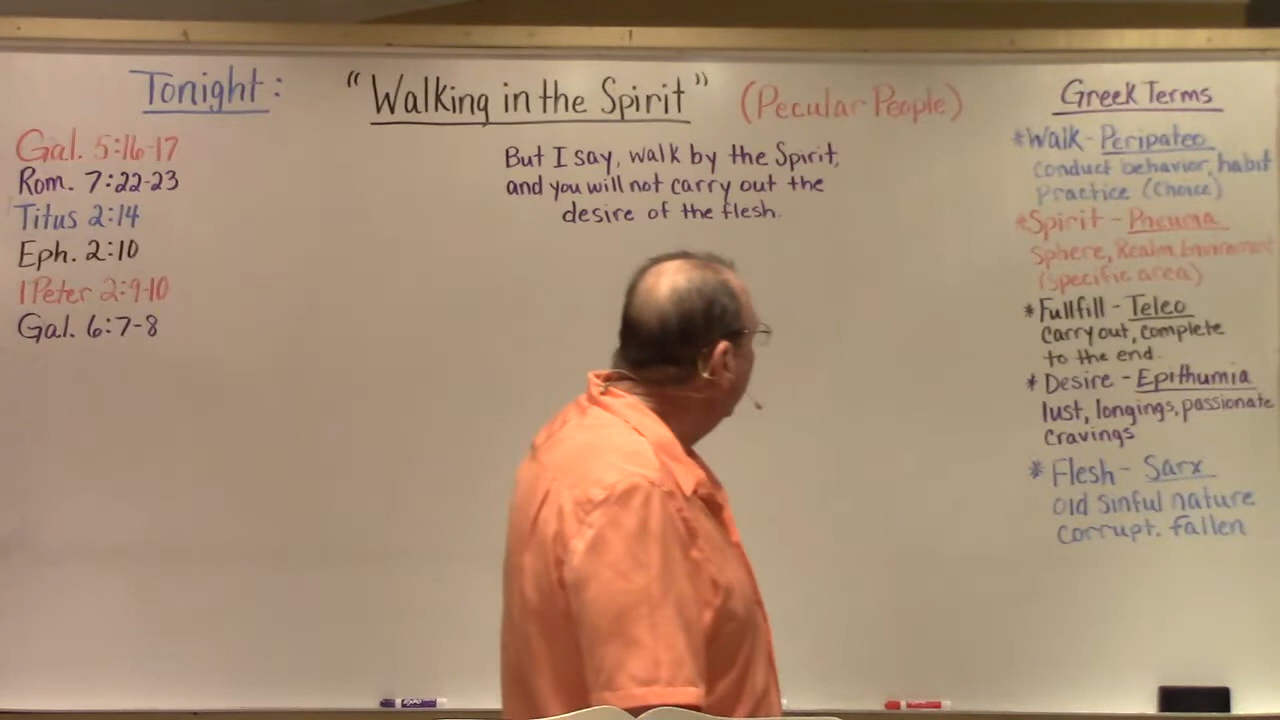 Tonight:
"Walking in the Spirit" (Pecular People)
Gal. 5:16-17
Rom. 7:22-23
Titus 2:14
Eph. 2:10
1 Peter 2:9-10
Gal. 6:7-8
But I say, walk by the Spirit,
and you will not carry out the
desire of the flesh.
Greek Terms
*Walk - Peripateo
conduct behavior, habit
Practice (Choice)
*Spirit - Pneuma
Sphere, Realm, Environment
(specific area)
*Fullfill - Teleo
carry out, complete
to the end.
*Desire - Epithumia
lust, longings, passionate
cravings
*Flesh - Sarx
old sinful nature
corrupt. fallen